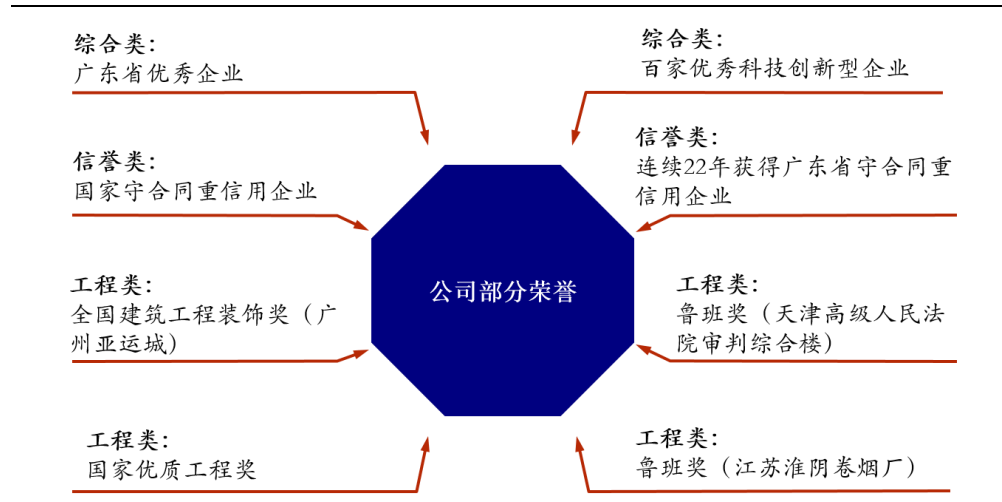 综合类：
广东省优秀企业
综合类：
百家优秀科技创新型企业
信誉类：
国家守合同重信用企业
信誉类：
连续22年获得广东省守合同重
信用企业
公司部分荣誉
工程类：
全国建筑工程装饰奖（广
州亚运城）
工程类：
鲁班奖（天津高级人民法
院审判综合楼）
工程类：
国家优质工程奖
工程类：
鲁班奖（江苏淮阴卷烟厂）